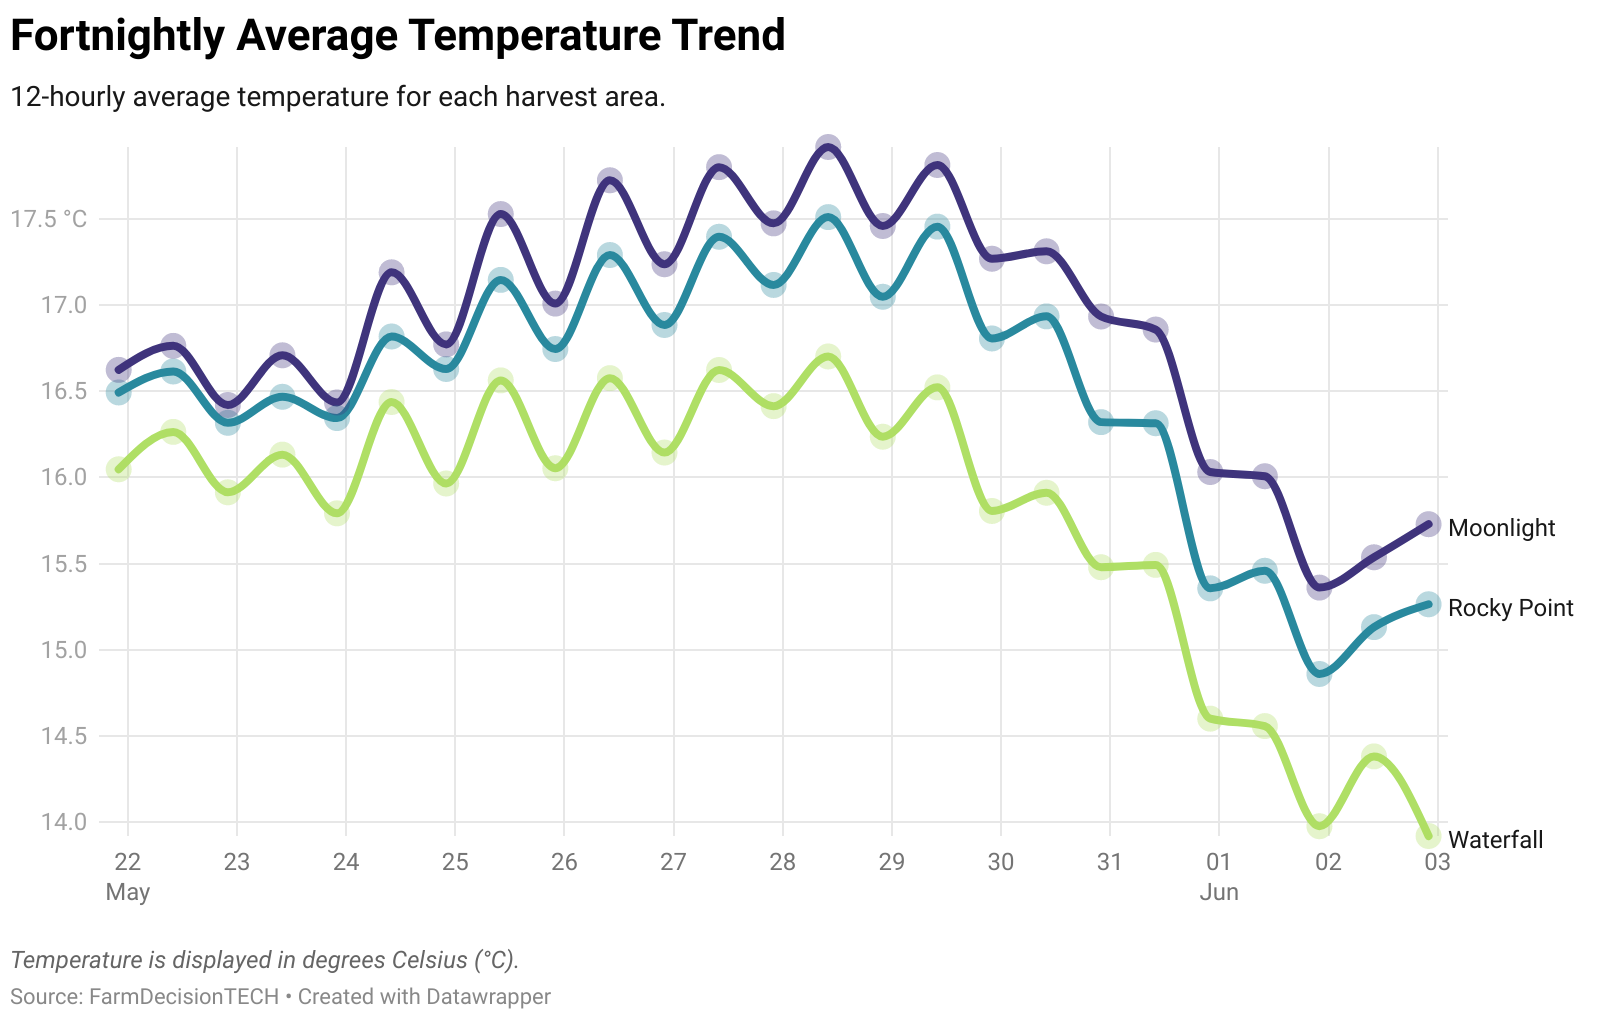 Fortnightly Average Temperature Trend
12-hourly average temperature for each harvest area.
17.5 °C
17.0
16.5
16.0
15.5
15.0
14.5
14.0
Moonlight
Rocky Point
Waterfall
22 23 24 25 26 27 28 29 30 31 01 02 03
May Jun
Temperature is displayed in degrees Celsius (°C).
Source: FarmDecisionTECH • Created with Datawrapper